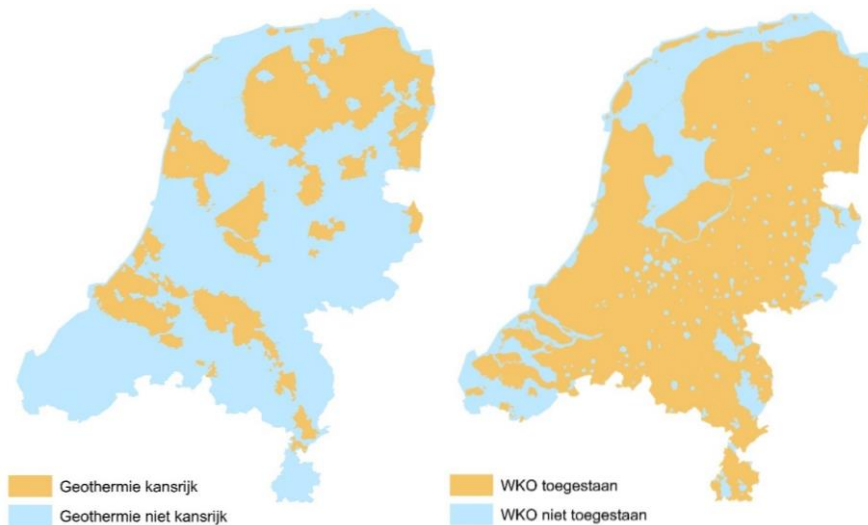 Geothermie kansrijk
Geothermie niet kansrijk
WKO toegestaan
WKO niet toegestaan